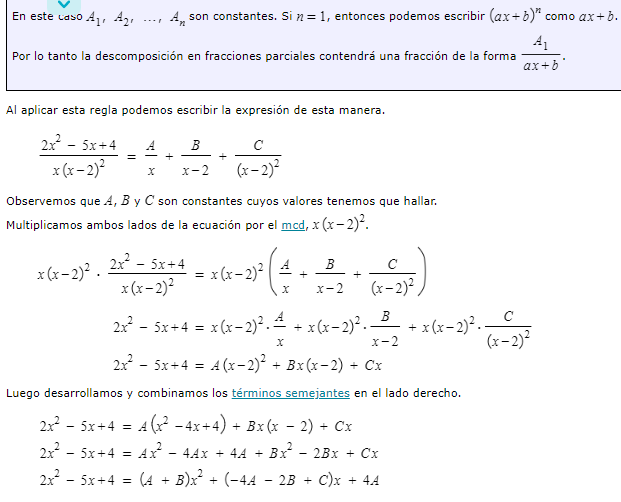 En este caso A₁, A₂, ..., Aₙ son constantes. Si n = 1, entonces podemos escribir (ax + b)ⁿ como ax + b.
Por lo tanto la descomposición en fracciones parciales contendrá una fracción de la forma A₁/(ax + b).
Al aplicar esta regla podemos escribir la expresión de esta manera.
(2x² − 5x + 4)/(x(x − 2)²) = A/x + B/(x − 2) + C/(x − 2)²
Observemos que A, B y C son constantes cuyos valores tenemos que hallar.
Multiplicamos ambos lados de la ecuación por el mcd, x(x − 2)².
x(x − 2)² · (2x² − 5x + 4)/(x(x − 2)²) = x(x − 2)² (A/x + B/(x − 2) + C/(x − 2)²)
2x² − 5x + 4 = x(x − 2)² · A/x + x(x − 2)² · B/(x − 2) + x(x − 2)² · C/(x − 2)²
2x² − 5x + 4 = A(x − 2)² + Bx(x − 2) + Cx
Luego desarrollamos y combinamos los términos semejantes en el lado derecho.
2x² − 5x + 4 = A(x² − 4x + 4) + Bx(x − 2) + Cx
2x² − 5x + 4 = Ax² − 4Ax + 4A + Bx² − 2Bx + Cx
2x² − 5x + 4 = (A + B)x² + (−4A − 2B + C)x + 4A